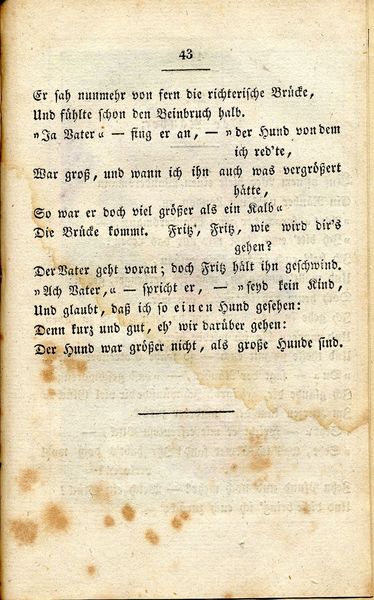 43
Er sah nunmehr von fern die richterische Brücke,
Und fühlte schon den Beinbruch halb.
„Ja Vater“ — fing er an, — „der Hund von dem
ich red'te,
War groß, und wann ich ihn auch was vergrößert
hätte,
So war er doch viel größer als ein Kalb“
Die Brücke kommt. Fritz', Fritz, wie wird dir's
gehen?
Der Vater geht voran; doch Fritz hält ihn geschwind.
„Ach Vater,“ — spricht er, — „seyd kein Kind,
Und glaubt, daß ich so einen Hund gesehen:
Denn kurz und gut, eh' wir darüber gehen:
Der Hund war größer nicht, als große Hunde sind.